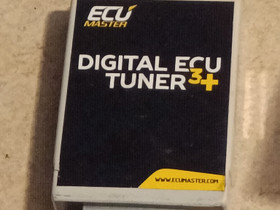 ECU
MASTER
DIGITAL ECU
TUNER 3+
WWW.ECUMASTER.COM